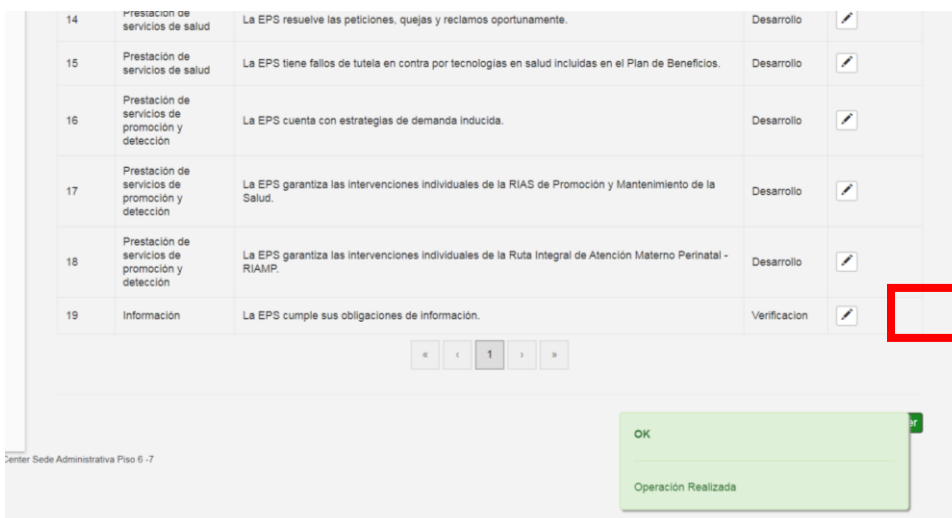 14
Prestación de
servicios de salud
La EPS resuelve las peticiones, quejas y reclamos oportunamente.
Desarrollo
15
Prestación de
servicios de salud
La EPS tiene fallos de tutela en contra por tecnologías en salud incluidas en el Plan de Beneficios.
Desarrollo
16
Prestación de
servicios de
promoción y
detección
La EPS cuenta con estrategias de demanda inducida.
Desarrollo
17
Prestación de
servicios de
promoción y
detección
La EPS garantiza las intervenciones individuales de la RIAS de Promoción y Mantenimiento de la
Salud.
Desarrollo
18
Prestación de
servicios de
promoción y
detección
La EPS garantiza las intervenciones individuales de la Ruta Integral de Atención Materno Perinatal -
RIAMP.
Desarrollo
19
Información
La EPS cumple sus obligaciones de información.
Verificacion
« ‹ 1 › »
er
OK
Operación Realizada
Center Sede Administrativa Piso 6 -7